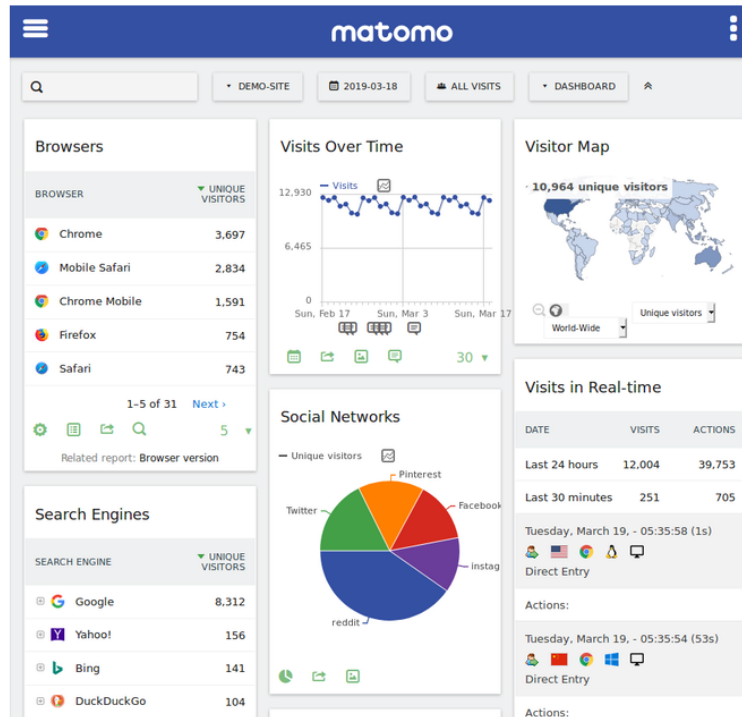 matomo
DEMO-SITE
2019-03-18
ALL VISITS
DASHBOARD
Browsers
BROWSER UNIQUE VISITORS
Chrome 3,697
Mobile Safari 2,834
Chrome Mobile 1,591
Firefox 754
Safari 743
1–5 of 31 Next ›
5
Related report: Browser version
Search Engines
SEARCH ENGINE UNIQUE VISITORS
Google 8,312
Yahoo! 156
Bing 141
DuckDuckGo 104
Visits Over Time
Visits
12,930
6,465
0
Sun, Feb 17 Sun, Mar 3 Sun, Mar 17
30
Social Networks
Unique visitors
Pinterest
Twitter
Facebook
instag
reddit
Visitor Map
10,964 unique visitors
Unique visitors
World-Wide
Visits in Real-time
DATE VISITS ACTIONS
Last 24 hours 12,004 39,753
Last 30 minutes 251 705
Tuesday, March 19, - 05:35:58 (1s)
Direct Entry
Actions:
Tuesday, March 19, - 05:35:54 (53s)
Direct Entry
Actions: